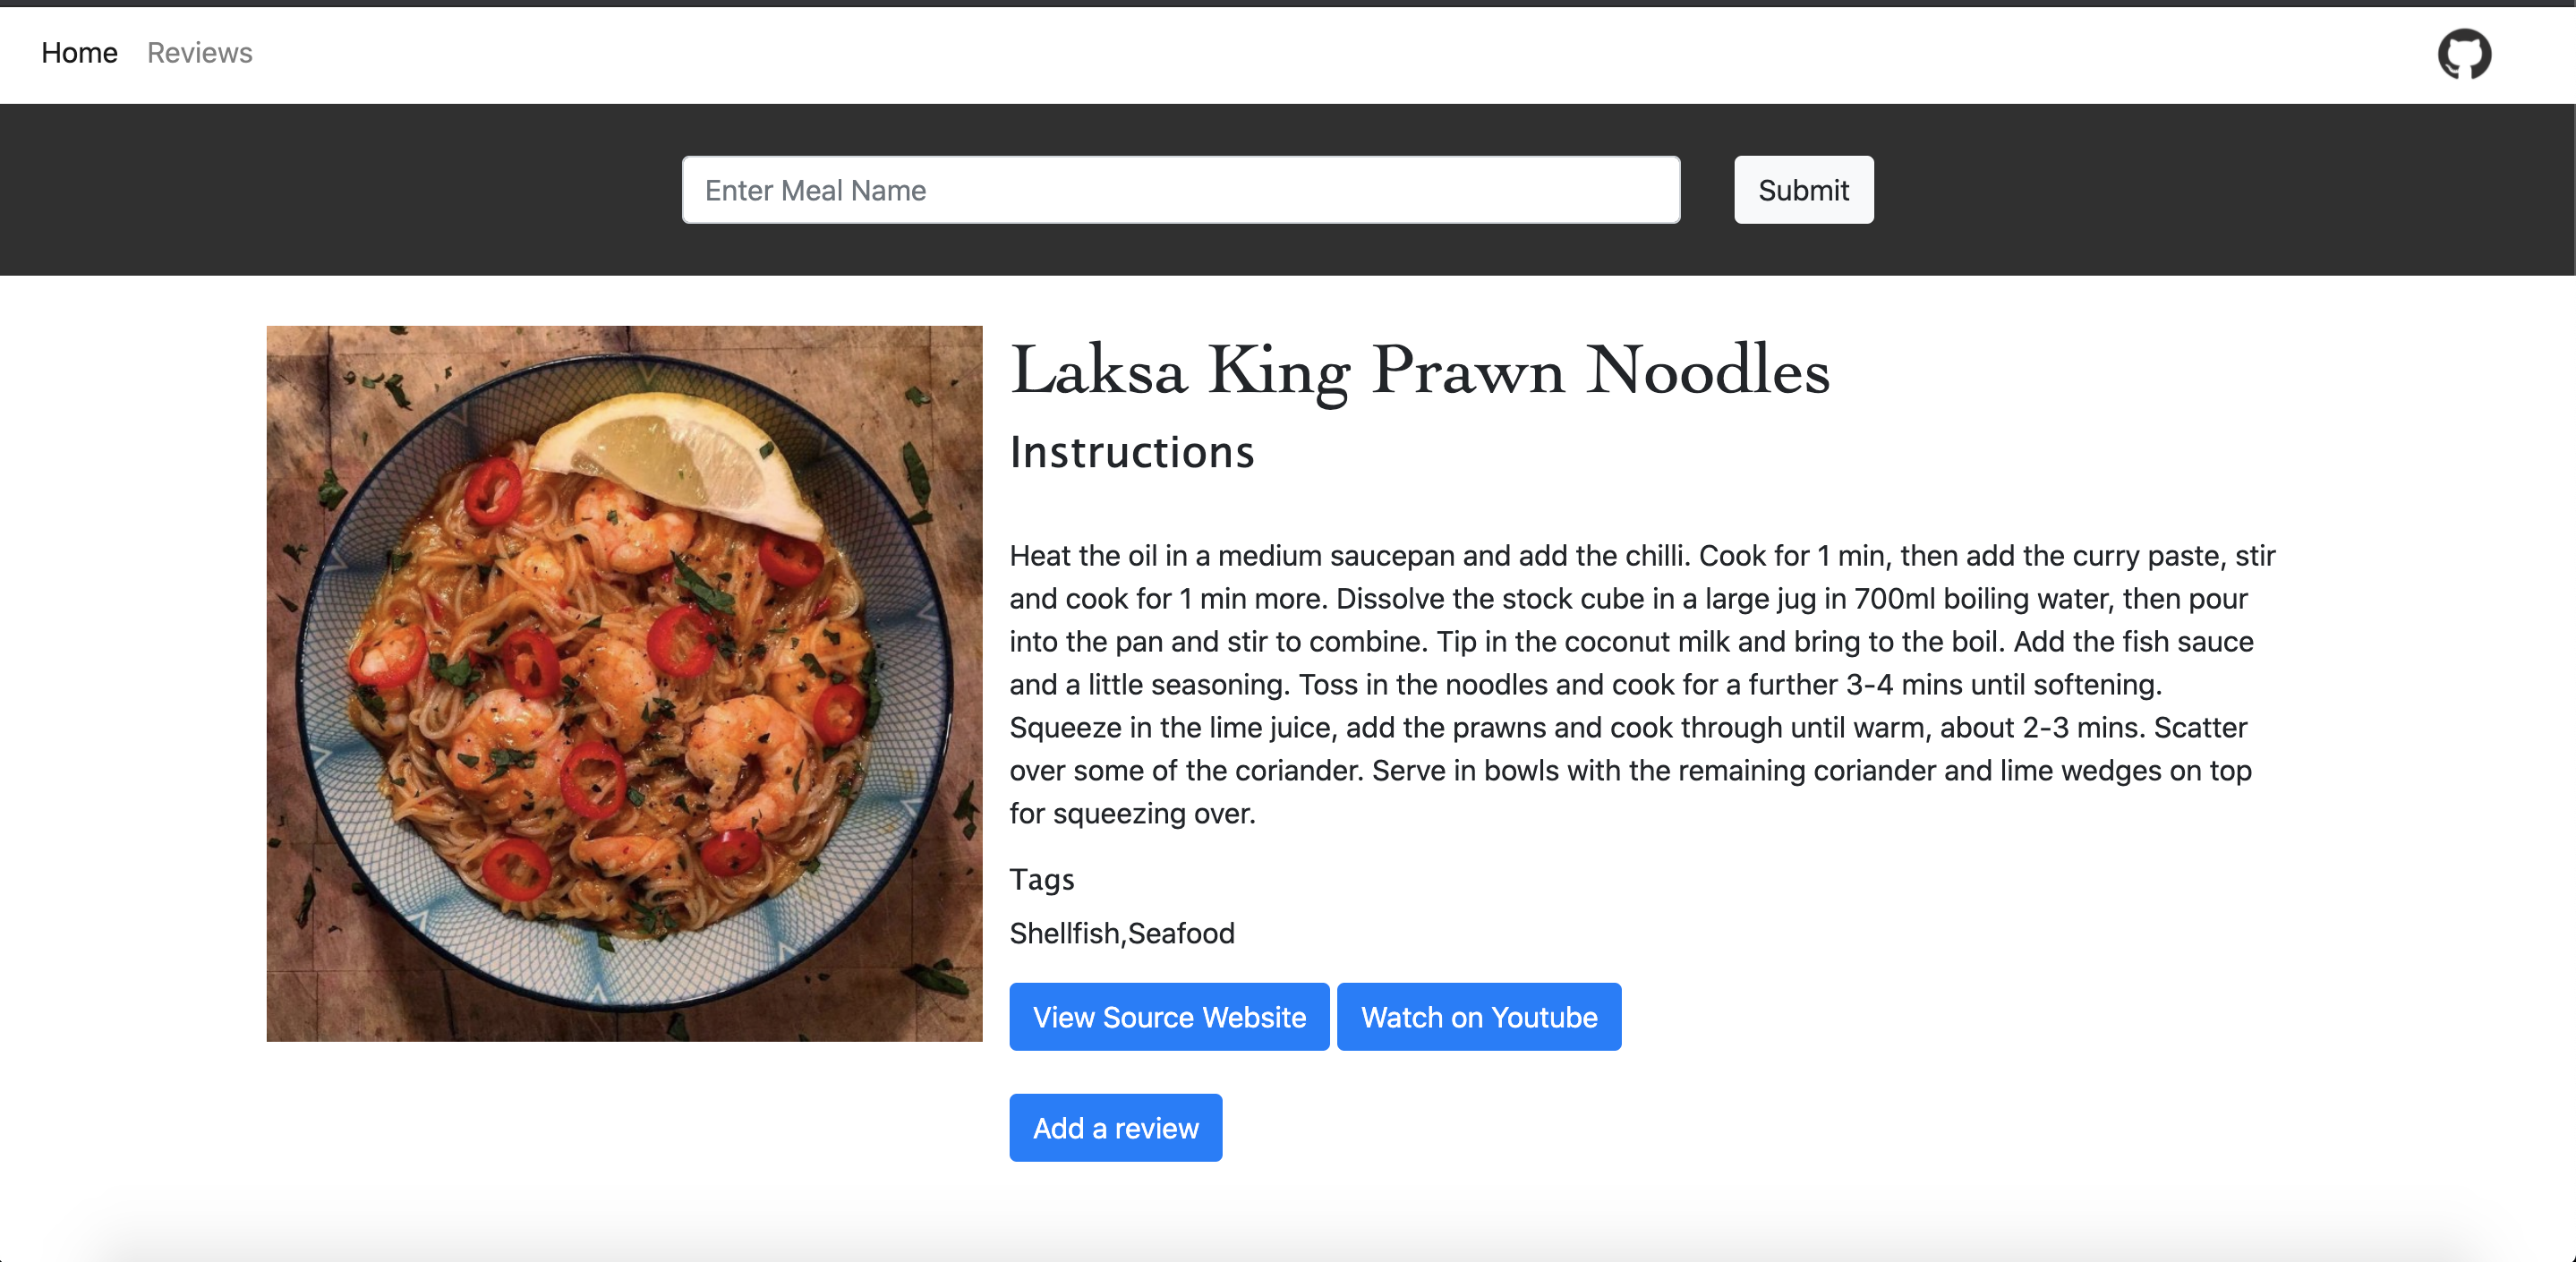 Home Reviews
Enter Meal Name Submit
Laksa King Prawn Noodles
Instructions
Heat the oil in a medium saucepan and add the chilli. Cook for 1 min, then add the curry paste, stir
and cook for 1 min more. Dissolve the stock cube in a large jug in 700ml boiling water, then pour
into the pan and stir to combine. Tip in the coconut milk and bring to the boil. Add the fish sauce
and a little seasoning. Toss in the noodles and cook for a further 3-4 mins until softening.
Squeeze in the lime juice, add the prawns and cook through until warm, about 2-3 mins. Scatter
over some of the coriander. Serve in bowls with the remaining coriander and lime wedges on top
for squeezing over.
Tags
Shellfish,Seafood
View Source Website Watch on Youtube
Add a review